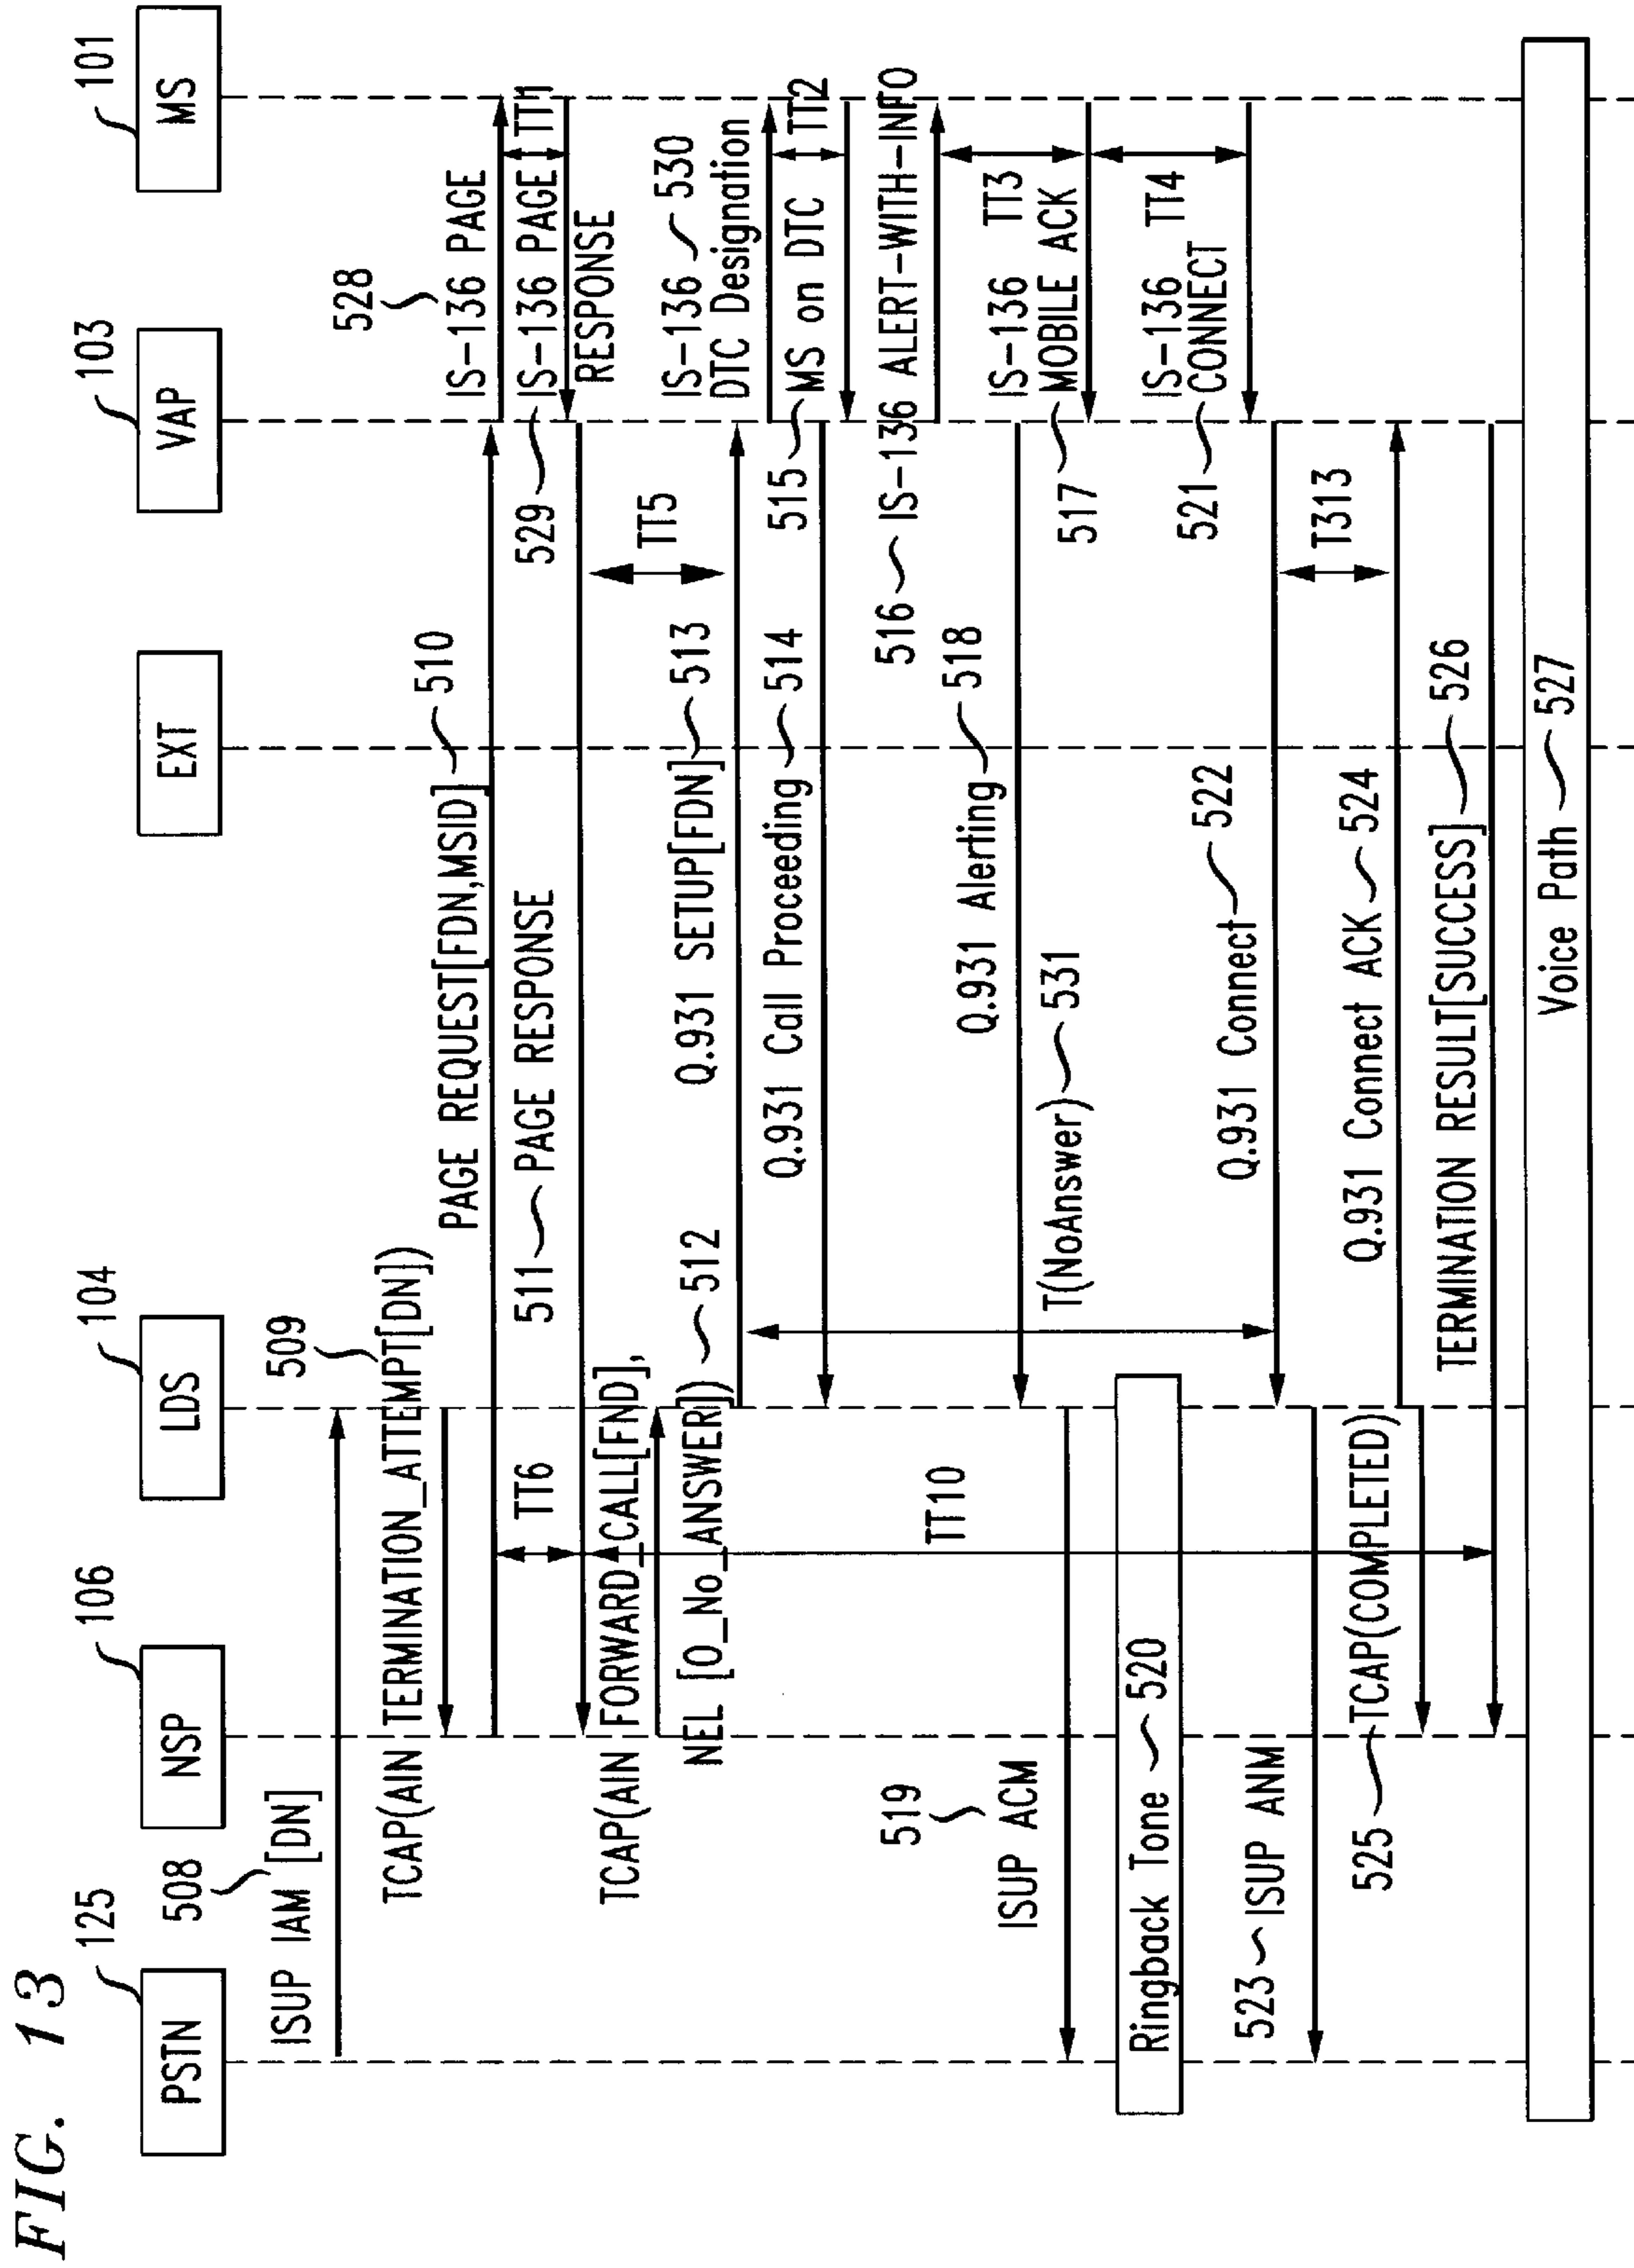 FIG. 13
PSTN
125
NSP
106
LDS
104
EXT
VAP
103
MS
101
508
ISUP IAM [DN]
509
TCAP(AIN TERMINATION_ATTEMPT[DN])
PAGE REQUEST[FDN,MSID]
510
528
IS-136 PAGE
TT6
511
PAGE RESPONSE
529
IS-136 PAGE
RESPONSE
TT1
TCAP(AIN FORWARD_CALL[FND],
NEL [O_No_ANSWER])
512
TT5
Q.931 SETUP[FDN]
513
IS-136
530
DTC Designation
Q.931 Call Proceeding
514
515
MS on DTC
TT2
516
IS-136 ALERT-WITH-INFO
TT10
519
ISUP ACM
Q.931 Alerting
518
517
IS-136
MOBILE ACK
TT3
T(NoAnswer)
531
Ringback Tone
520
521
IS-136
CONNECT
TT4
523
ISUP ANM
Q.931 Connect
522
T313
525
TCAP(COMPLETED)
Q.931 Connect ACK
524
TERMINATION RESULT[SUCCESS]
526
Voice Path
527